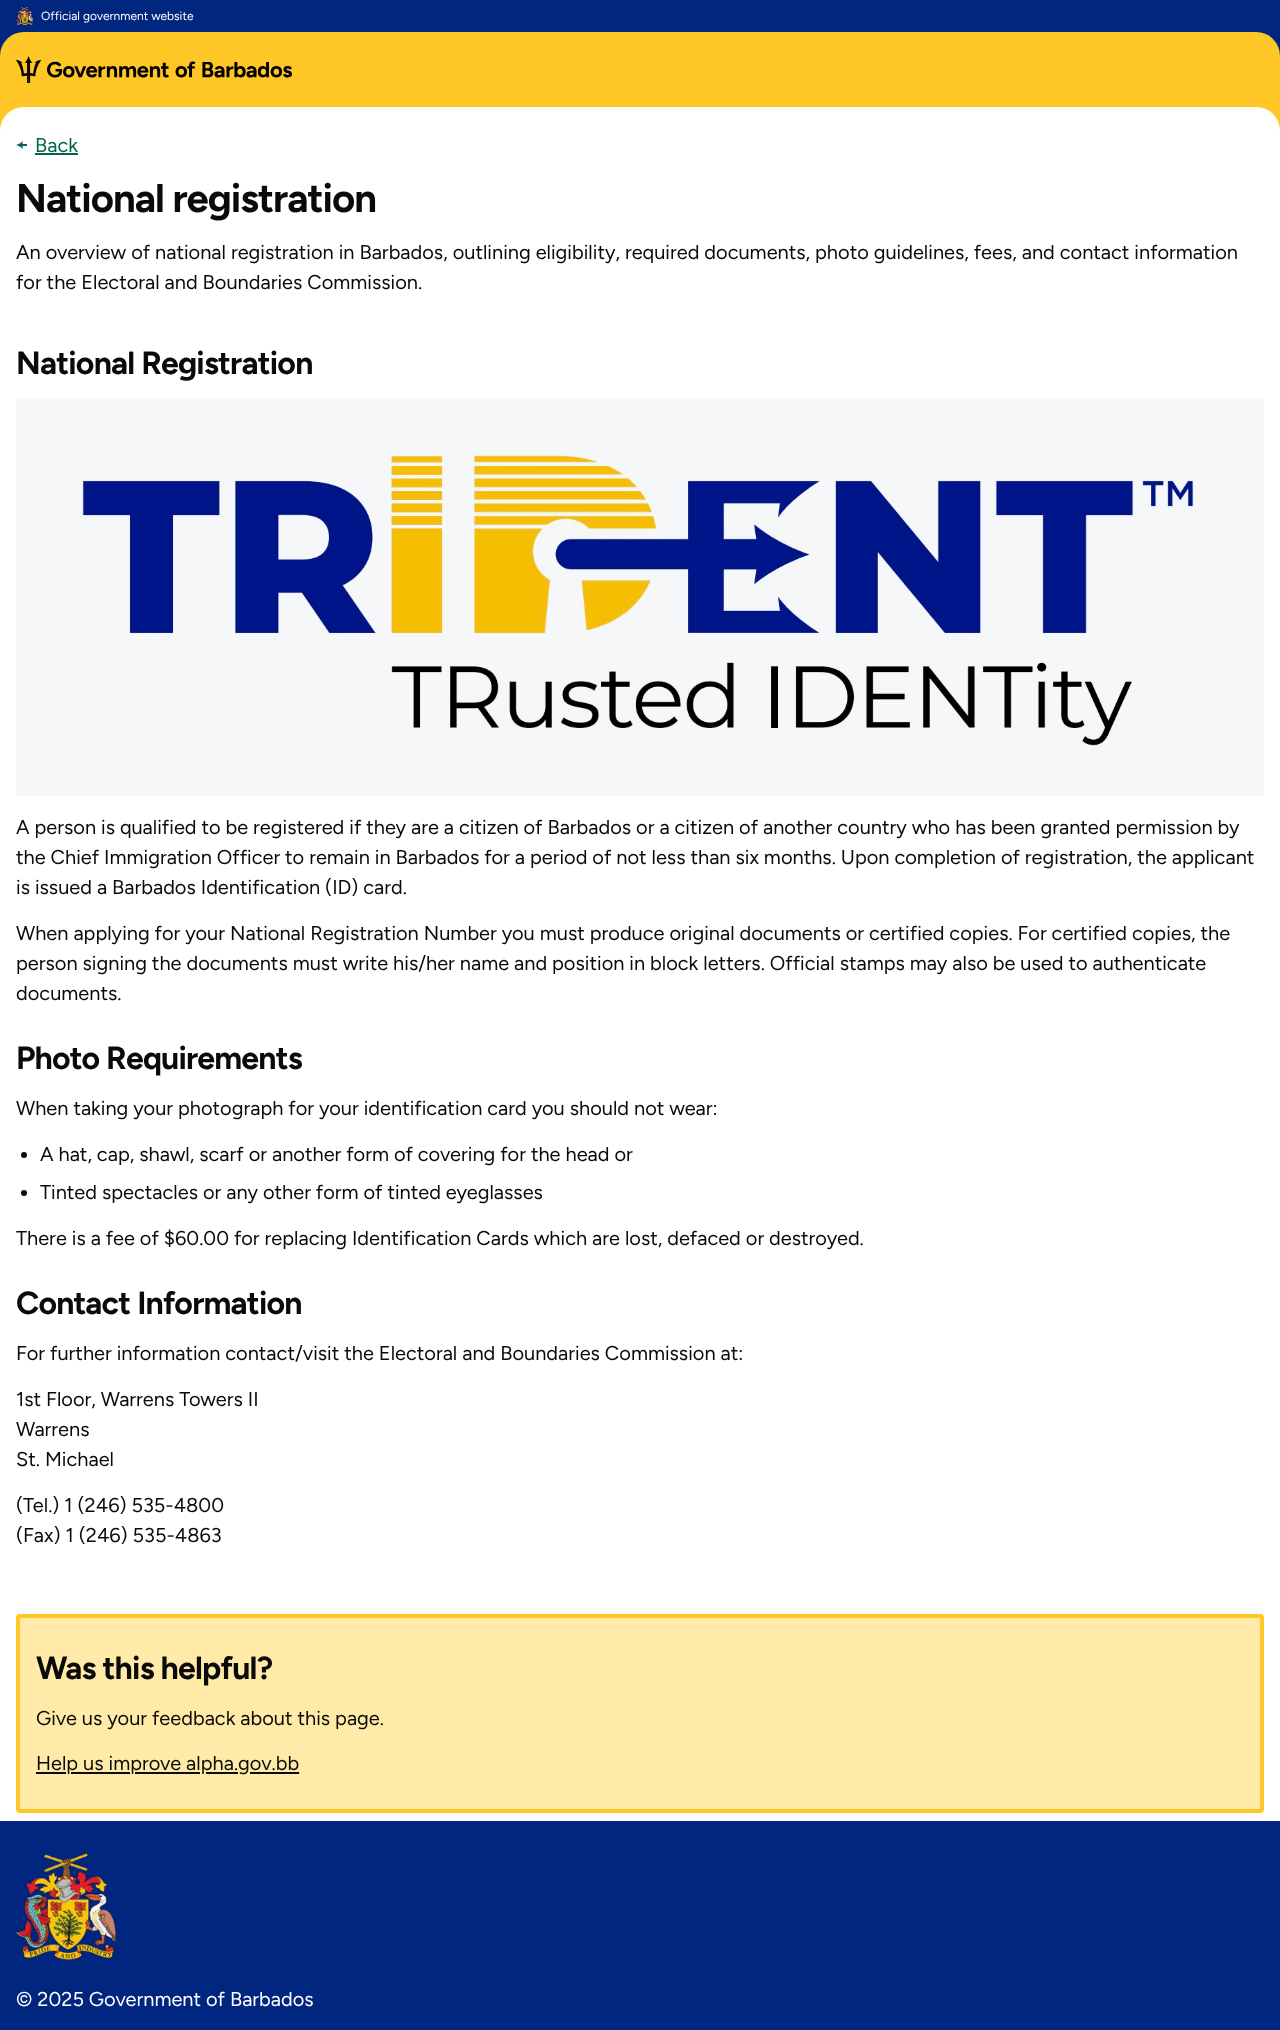 Official government website
Government of Barbados
Back
National registration
An overview of national registration in Barbados, outlining eligibility, required documents, photo guidelines, fees, and contact information
for the Electoral and Boundaries Commission.
National Registration
TRIDENT™
TRusted IDENTity
A person is qualified to be registered if they are a citizen of Barbados or a citizen of another country who has been granted permission by
the Chief Immigration Officer to remain in Barbados for a period of not less than six months. Upon completion of registration, the applicant
is issued a Barbados Identification (ID) card.
When applying for your National Registration Number you must produce original documents or certified copies. For certified copies, the
person signing the documents must write his/her name and position in block letters. Official stamps may also be used to authenticate
documents.
Photo Requirements
When taking your photograph for your identification card you should not wear:
• A hat, cap, shawl, scarf or another form of covering for the head or
• Tinted spectacles or any other form of tinted eyeglasses
There is a fee of $60.00 for replacing Identification Cards which are lost, defaced or destroyed.
Contact Information
For further information contact/visit the Electoral and Boundaries Commission at:
1st Floor, Warrens Towers II
Warrens
St. Michael
(Tel.) 1 (246) 535-4800
(Fax) 1 (246) 535-4863
Was this helpful?
Give us your feedback about this page.
Help us improve alpha.gov.bb
PRIDE AND INDUSTRY
© 2025 Government of Barbados